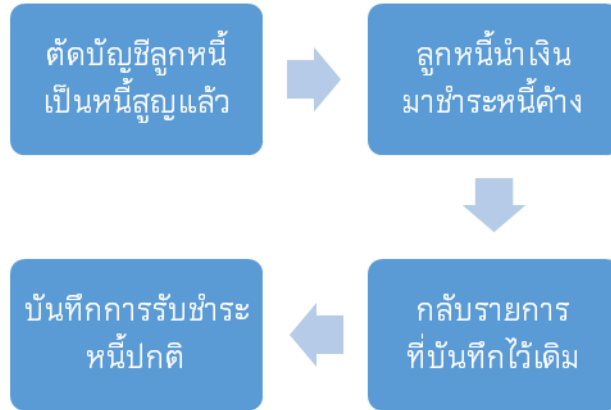 ตัดบัญชีลูกหนี้
เป็นหนี้สูญแล้ว
ลูกหนี้นำเงิน
มาชำระหนี้ค้าง
กลับรายการ
ที่บันทึกไว้เดิม
บันทึกการรับชำระ
หนี้ปกติ